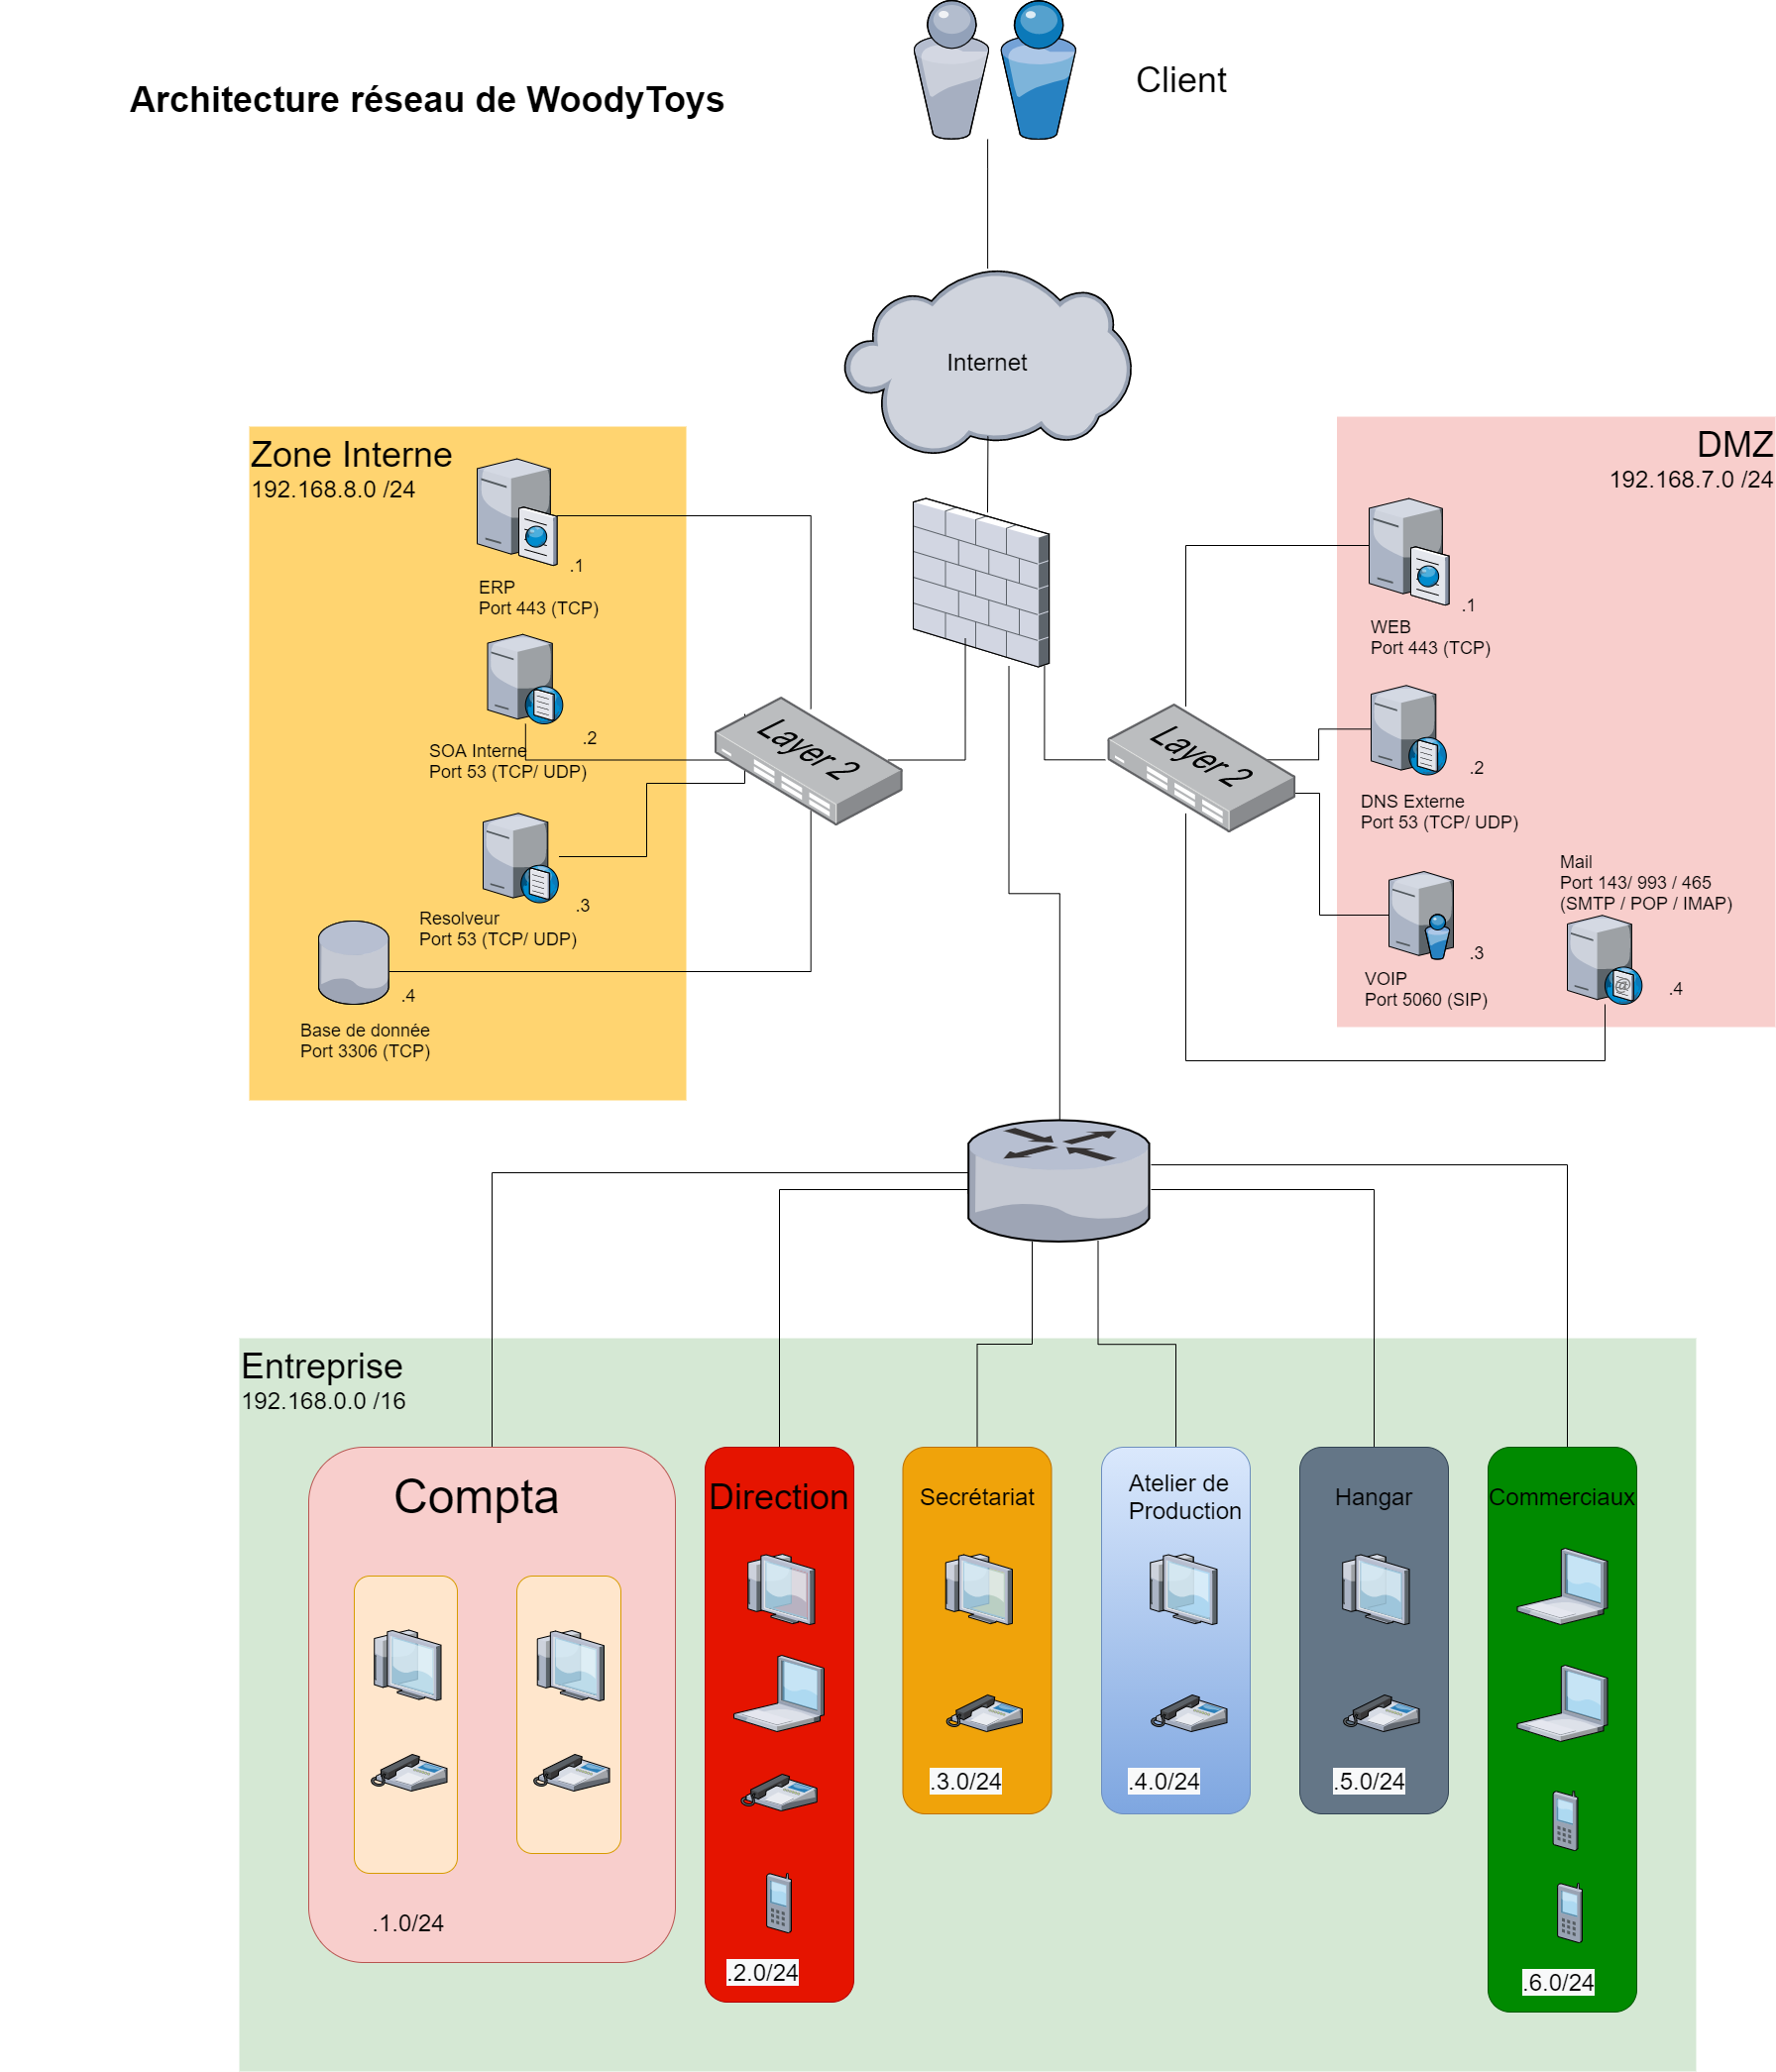 Client
Architecture réseau de WoodyToys
Internet
Zone Interne
192.168.8.0 /24
.1
ERP
Port 443 (TCP)
.2
SOA Interne
Port 53 (TCP/ UDP)
.3
Resolveur
Port 53 (TCP/ UDP)
.4
Base de donnée
Port 3306 (TCP)
Layer 2
Layer 2
DMZ
192.168.7.0 /24
.1
WEB
Port 443 (TCP)
.2
DNS Externe
Port 53 (TCP/ UDP)
Mail
Port 143/ 993 / 465
(SMTP / POP / IMAP)
.3
VOIP
Port 5060 (SIP)
.4
Entreprise
192.168.0.0 /16
Compta
.1.0/24
Direction
.2.0/24
Secrétariat
.3.0/24
Atelier de
Production
.4.0/24
Hangar
.5.0/24
Commerciaux
.6.0/24